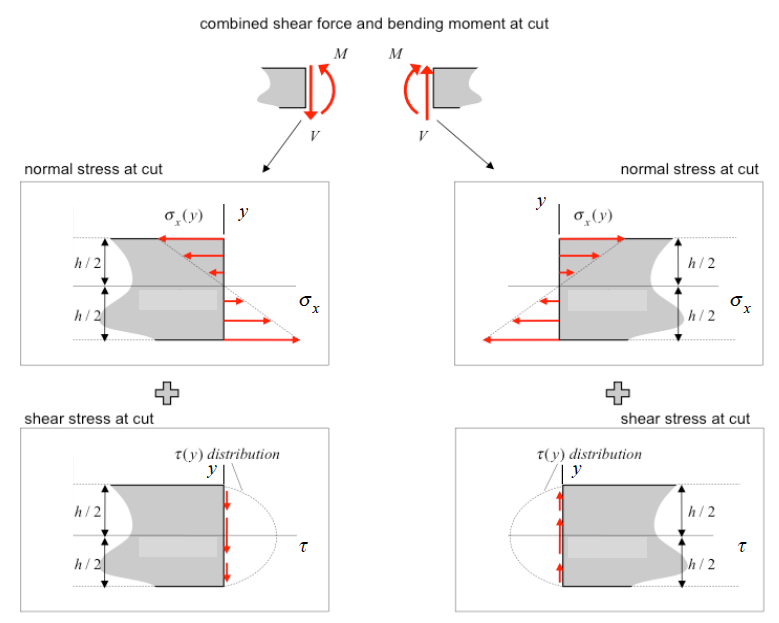 combined shear force and bending moment at cut
M
M
V
V
normal stress at cut
normal stress at cut
σx(y)
y
h / 2
h / 2
σx
y
σx(y)
h / 2
h / 2
σx
shear stress at cut
shear stress at cut
τ(y) distribution
y
h / 2
h / 2
τ
τ(y) distribution
y
h / 2
h / 2
τ